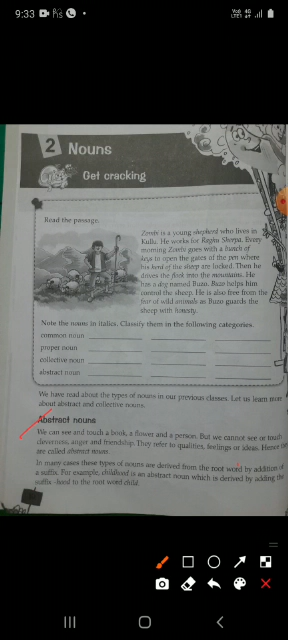 9:33
2 Nouns
Get cracking
Read the passage.
Zombi is a young shepherd who lives in
Kullu. He works for Raghu Sherpa. Every
morning Zombi goes with a bunch of
keys to open the gates of the pen where
his herd of the sheep are locked. Then he
drives the flock into the mountains. He
has a dog named Buzo. Buzo helps him
control the sheep. He is also free from the
fear of wild animals as Buzo guards the
sheep with honesty.
Note the nouns in italics. Classify them in the following categories.
common noun
proper noun
collective noun
abstract noun
We have read about the types of nouns in our previous classes. Let us learn more
about abstract and collective nouns.
Abstract nouns
We can see and touch a book, a flower and a person. But we cannot see or touch
cleverness, anger and friendship. They refer to qualities, feelings or ideas. Hence
are called abstract nouns.
In many cases these types of nouns are derived from the root word by addition of
a suffix. For example, childhood is an abstract noun which is derived by adding the
suffix -hood to the root word child.